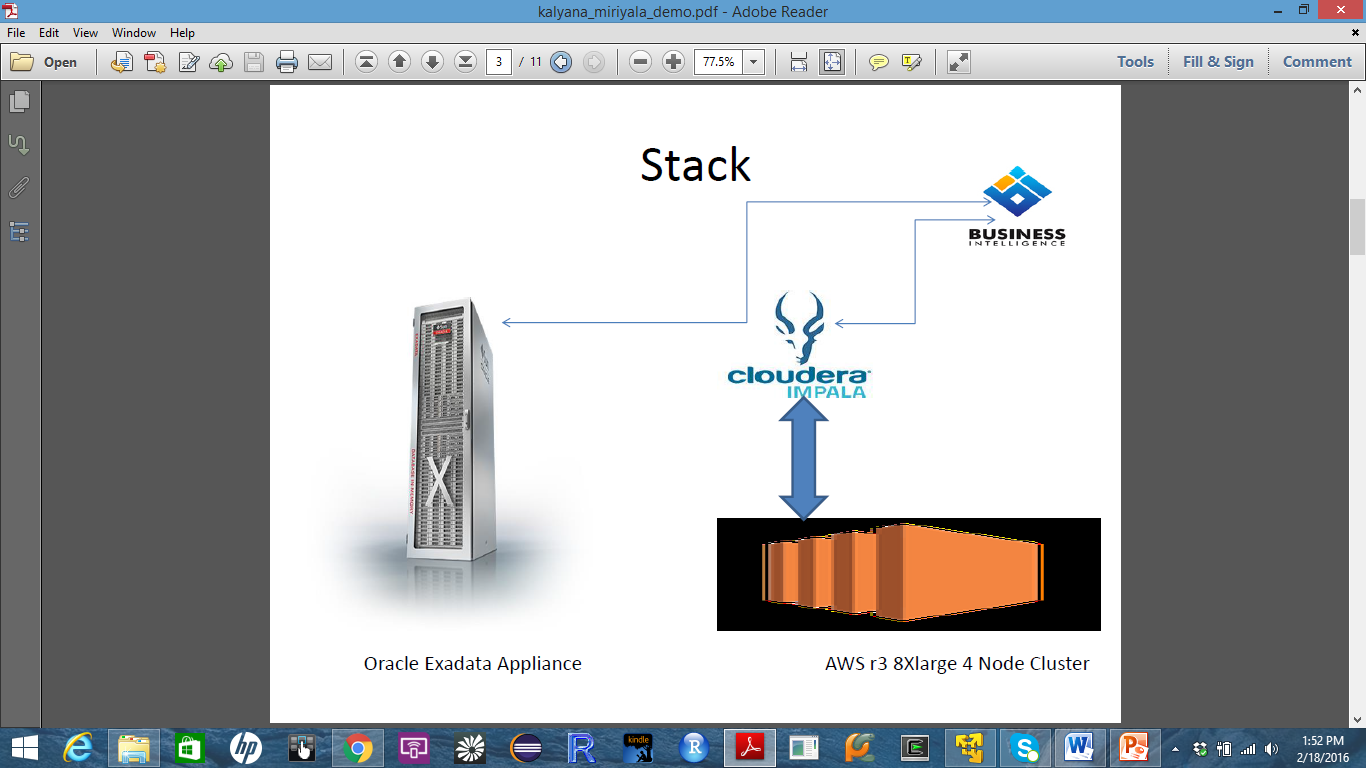 kalyana_miriyala_demo.pdf - Adobe Reader
File Edit View Window Help
Open 3 / 11 77.5% Tools Fill & Sign Comment
Stack
BUSINESS
INTELLIGENCE
cloudera
IMPALA
X
Oracle Exadata Appliance
AWS r3 8Xlarge 4 Node Cluster
hp
kindle
R
R
1:52 PM
2/18/2016